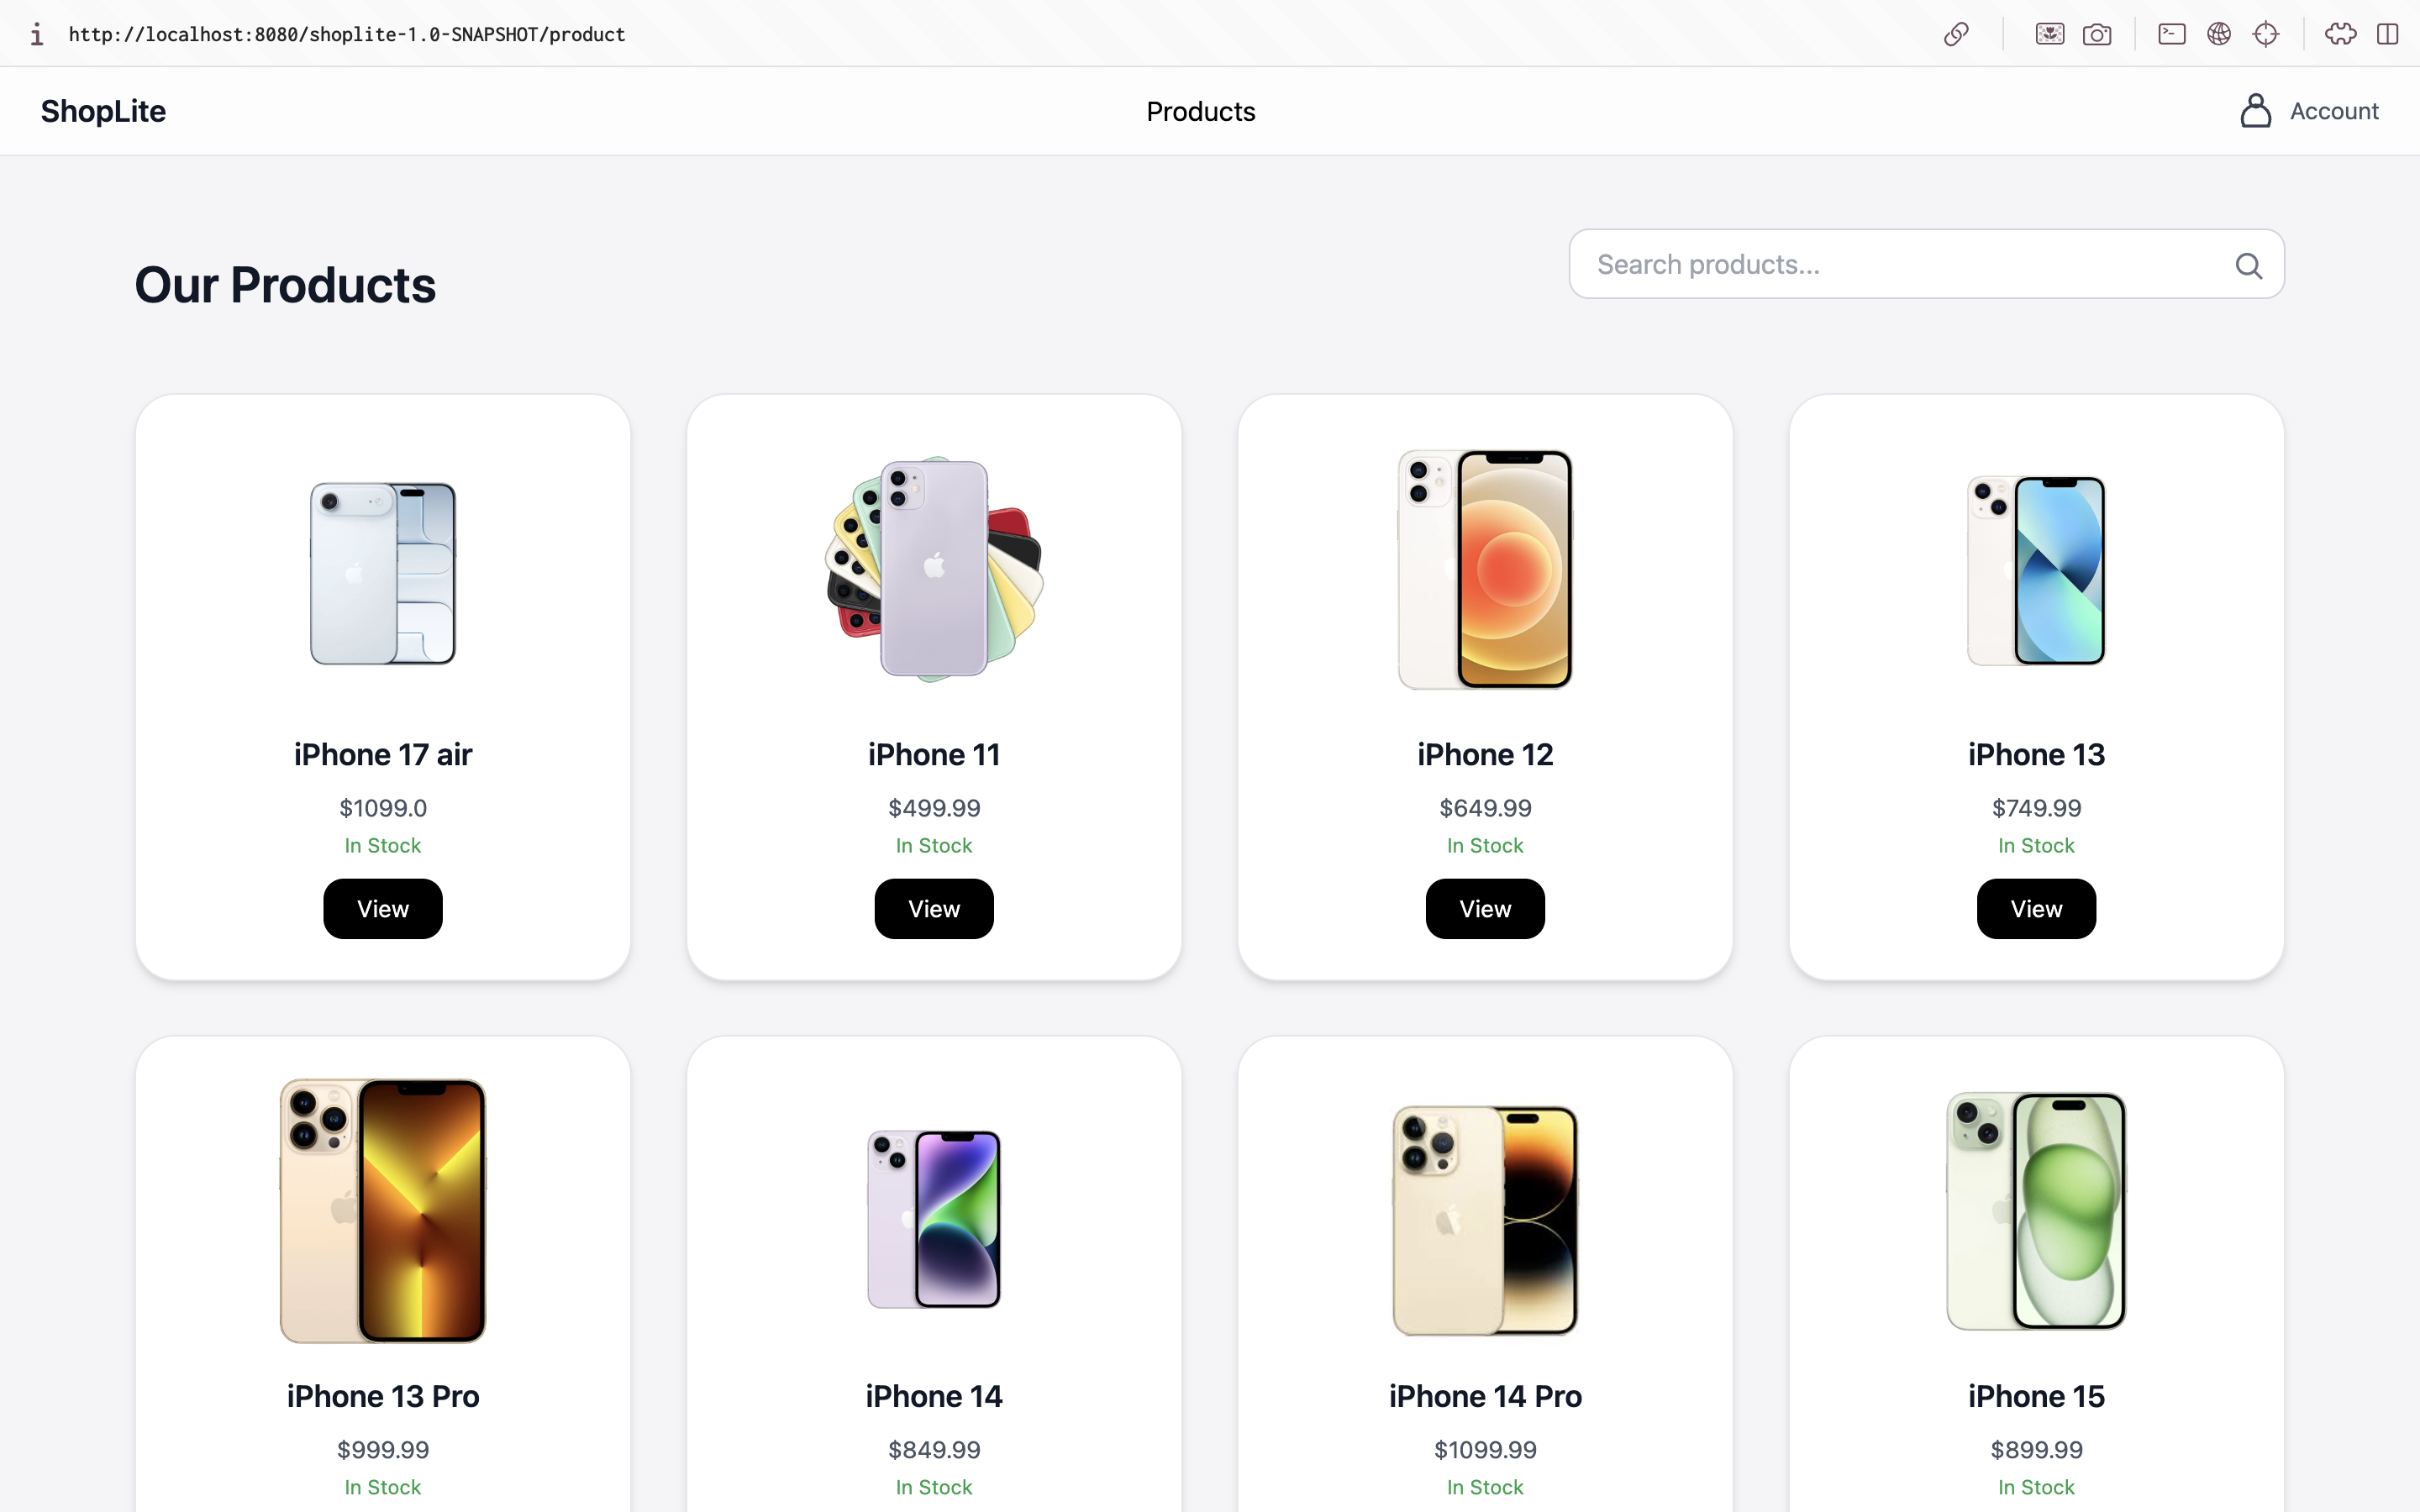 http://localhost:8080/shoplite-1.0-SNAPSHOT/product
ShopLite
Products
Account
Our Products
Search products...
iPhone 17 air
$1099.0
In Stock
View
iPhone 11
$499.99
In Stock
View
iPhone 12
$649.99
In Stock
View
iPhone 13
$749.99
In Stock
View
iPhone 13 Pro
$999.99
In Stock
iPhone 14
$849.99
In Stock
iPhone 14 Pro
$1099.99
In Stock
iPhone 15
$899.99
In Stock